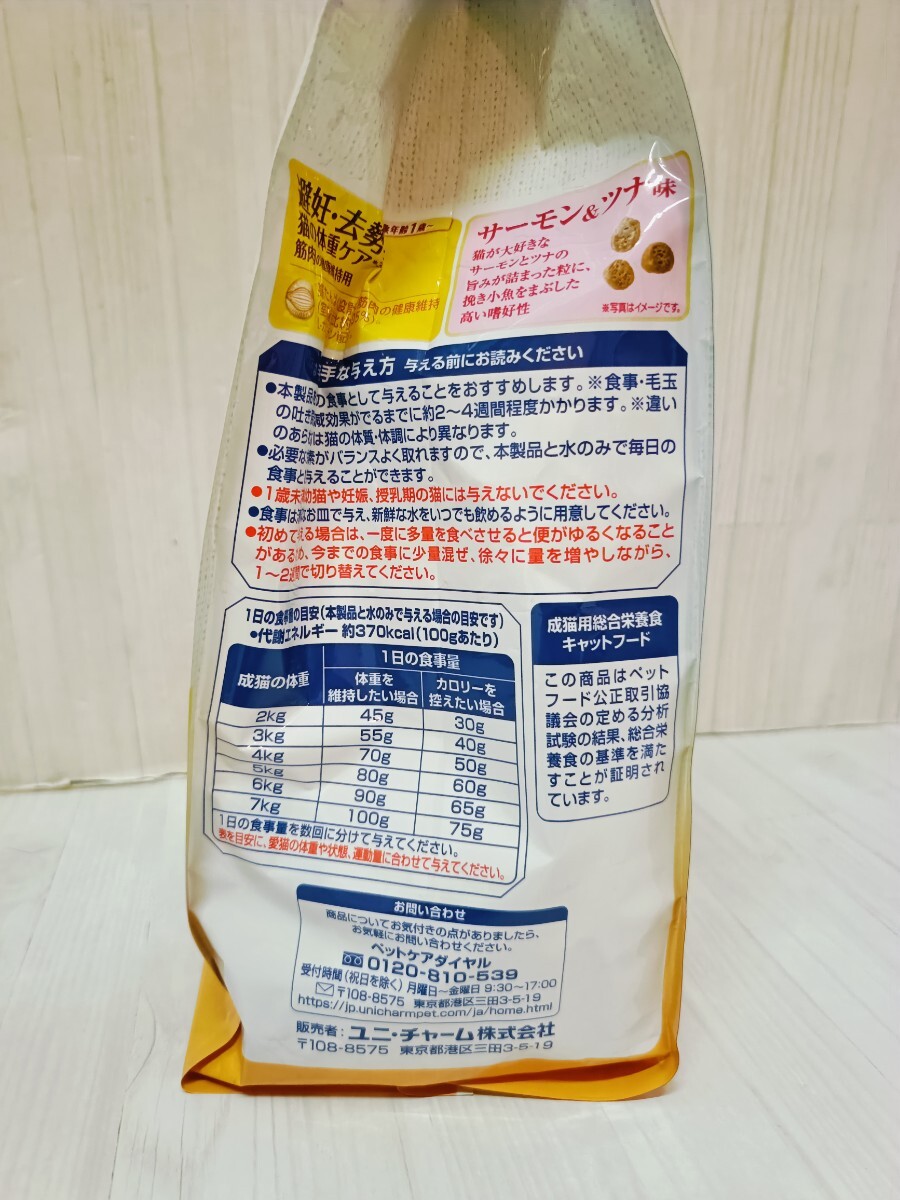 避妊・去勢
対象年齢1歳〜
猫の体重ケア
筋肉の健康維持用
筋肉の健康維持
サーモン&ツナ味
猫が大好きな
サーモンとツナの
旨みが詰まった粒に、
挽き小魚をまぶした
高い嗜好性
※写真はイメージです。
手な与え方 与える前にお読みください
●本製品の食事として与えることをおすすめします。※食事・毛玉
の吐き減効果がでるまでに約2〜4週間程度かかります。※違い
のあらは猫の体質・体調により異なります。
●必要な素がバランスよく取れますので、本製品と水のみで毎日の
食事と与えることができます。
●1歳未幼猫や妊娠、授乳期の猫には与えないでください。
●食事はなお皿で与え、新鮮な水をいつでも飲めるように用意してください。
●初めて与える場合は、一度に多量を食べさせると便がゆるくなること
があるため、今までの食事に少量混ぜ、徐々に量を増やしながら、
1〜2週間で切り替えてください。
1日の食事量の目安(本製品と水のみで与える場合の目安です)
●代謝エネルギー 約370kcal(100gあたり)
成猫の体重
1日の食事量
体重を
維持したい場合
カロリーを
控えたい場合
2kg 45g 30g
3kg 55g 40g
4kg 70g 50g
5kg 80g 60g
6kg 90g 65g
7kg 100g 75g
1日の食事量を数回に分けて与えてください。
表を目安に、愛猫の体重や状態、運動量に合わせて与えてください。
成猫用総合栄養食
キャットフード
この商品はペット
フード公正取引協
議会の定める分析
試験の結果、総合栄
養食の基準を満た
すことが証明され
ています。
お問い合わせ
商品についてお気付きの点がありましたら、
お気軽にお問い合わせください。
ペットケアダイヤル
0120-810-539
受付時間(祝日を除く) 月曜日〜金曜日 9:30〜17:00
〒108-8575 東京都港区三田3-5-19
https://jp.unicharmpet.com/ja/home.html
販売者:ユニ・チャーム株式会社
〒108-8575 東京都港区三田3-5-19